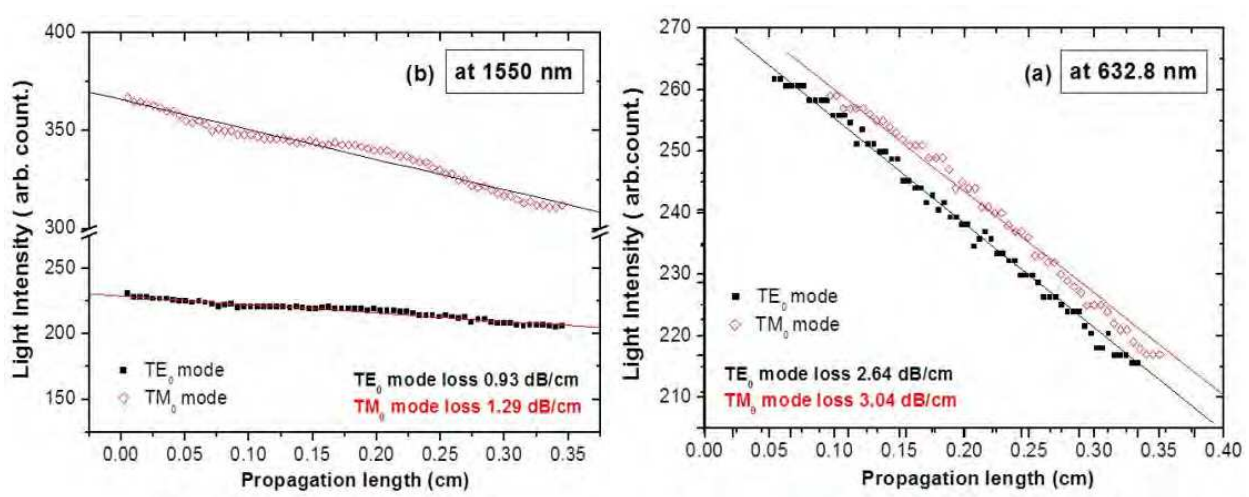 400
350
300
250
225
200
175
150
125
Light Intensity ( arb. count.)
(b) at 1550 nm
TE0 mode
TM0 mode
TE0 mode loss 0.93 dB/cm
TM0 mode loss 1.29 dB/cm
0.00 0.05 0.10 0.15 0.20 0.25 0.30 0.35
Propagation length (cm)
270
260
250
240
230
220
210
Light Intensity ( arb.count.)
(a) at 632.8 nm
TE0 mode
TM0 mode
TE0 mode loss 2.64 dB/cm
TM0 mode loss 3.04 dB/cm
0.00 0.05 0.10 0.15 0.20 0.25 0.30 0.35 0.40
Propagation length (cm)